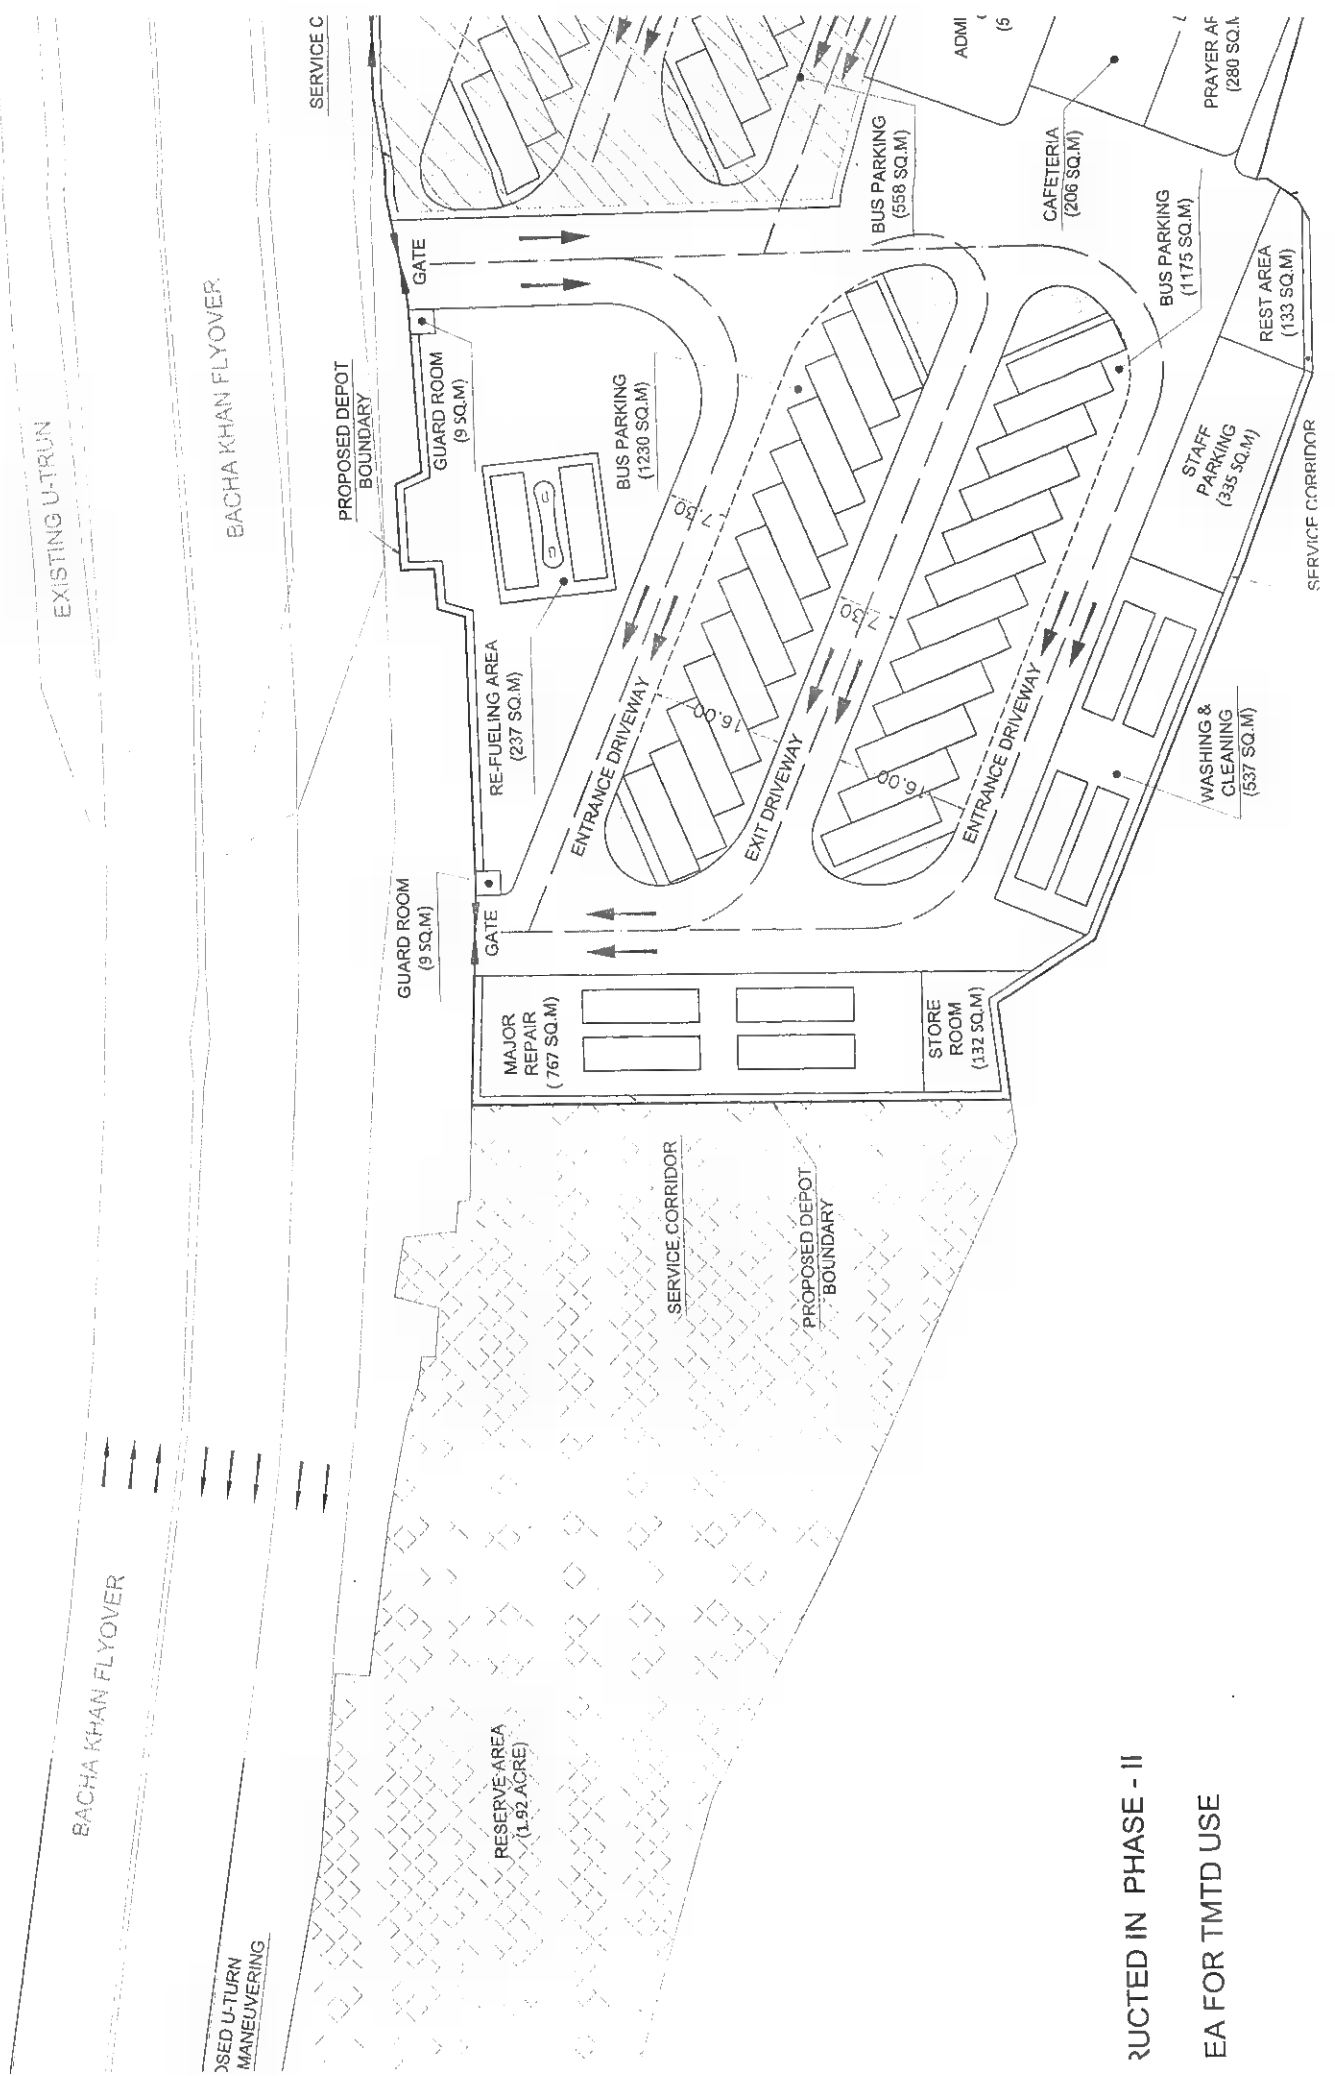 EXISTING U-TRUN
BACHA KHAN FLYOVER
BACHA KHAN FLYOVER
OSED U-TURN
MANEUVERING
SERVICE C
PROPOSED DEPOT
BOUNDARY
GATE
GUARD ROOM
(9 SQ.M)
GUARD ROOM
(9 SQ.M)
GATE
RE-FUELING AREA
(237 SQ.M)
BUS PARKING
(1230 SQ.M)
7.30
ENTRANCE DRIVEWAY
16.00
EXIT DRIVEWAY
7.30
16.00
ENTRANCE DRIVEWAY
BUS PARKING
(558 SQ.M)
ADMI
(5
CAFETERIA
(206 SQ.M)
BUS PARKING
(1175 SQ.M)
PRAYER AR
(280 SQ.M
REST AREA
(133 SQ.M)
STAFF
PARKING
(335 SQ.M)
SERVICE CORRIDOR
WASHING &
CLEANING
(537 SQ.M)
MAJOR
REPAIR
(767 SQ.M)
STORE
ROOM
(132 SQ.M)
SERVICE CORRIDOR
PROPOSED DEPOT
BOUNDARY
RESERVE AREA
(1.92 ACRE)
RUCTED IN PHASE - II
EA FOR TMTD USE